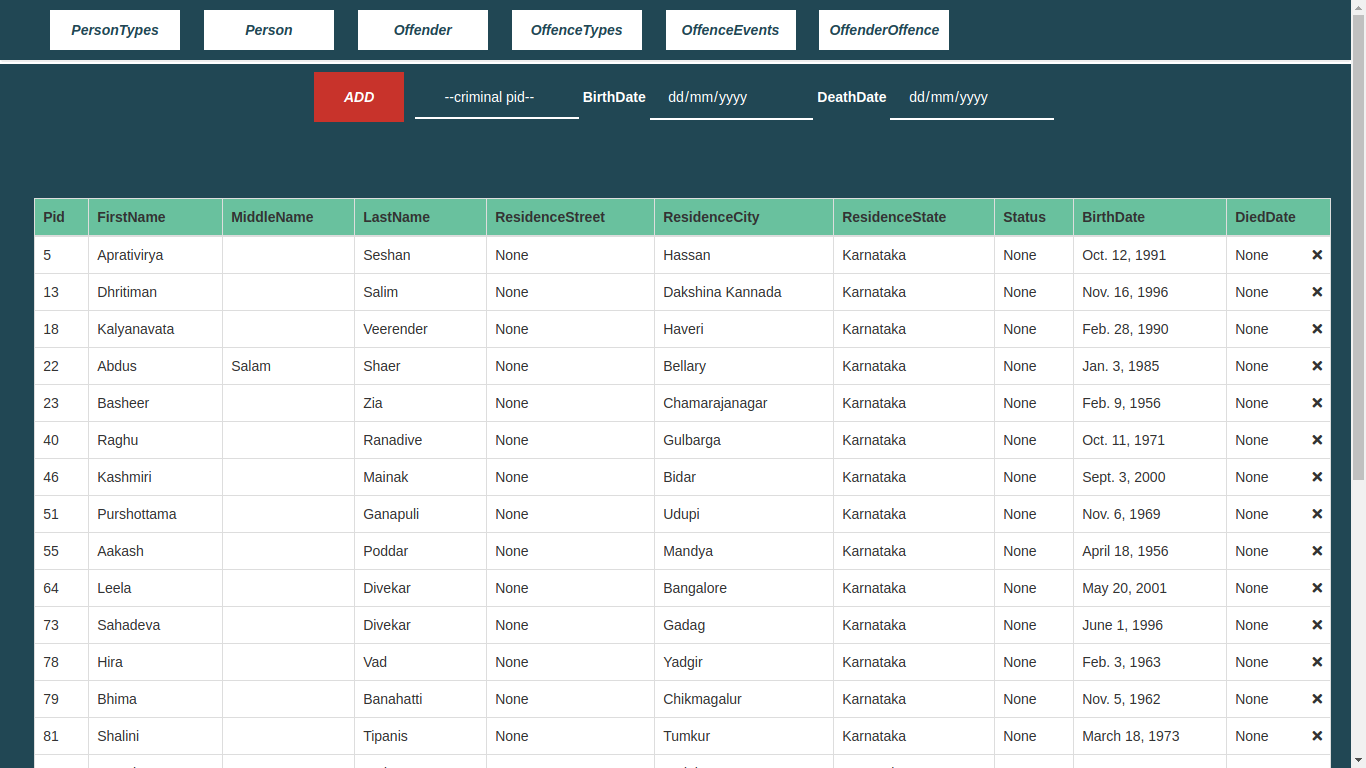 PersonTypes Person Offender OffenceTypes OffenceEvents OffenderOffence
ADD --criminal pid-- BirthDate dd/mm/yyyy DeathDate dd/mm/yyyy
Pid FirstName MiddleName LastName ResidenceStreet ResidenceCity ResidenceState Status BirthDate DiedDate
5 Aprativirya Seshan None Hassan Karnataka None Oct. 12, 1991 None ×
13 Dhritiman Salim None Dakshina Kannada Karnataka None Nov. 16, 1996 None ×
18 Kalyanavata Veerender None Haveri Karnataka None Feb. 28, 1990 None ×
22 Abdus Salam Shaer None Bellary Karnataka None Jan. 3, 1985 None ×
23 Basheer Zia None Chamarajanagar Karnataka None Feb. 9, 1956 None ×
40 Raghu Ranadive None Gulbarga Karnataka None Oct. 11, 1971 None ×
46 Kashmiri Mainak None Bidar Karnataka None Sept. 3, 2000 None ×
51 Purshottama Ganapuli None Udupi Karnataka None Nov. 6, 1969 None ×
55 Aakash Poddar None Mandya Karnataka None April 18, 1956 None ×
64 Leela Divekar None Bangalore Karnataka None May 20, 2001 None ×
73 Sahadeva Divekar None Gadag Karnataka None June 1, 1996 None ×
78 Hira Vad None Yadgir Karnataka None Feb. 3, 1963 None ×
79 Bhima Banahatti None Chikmagalur Karnataka None Nov. 5, 1962 None ×
81 Shalini Tipanis None Tumkur Karnataka None March 18, 1973 None ×